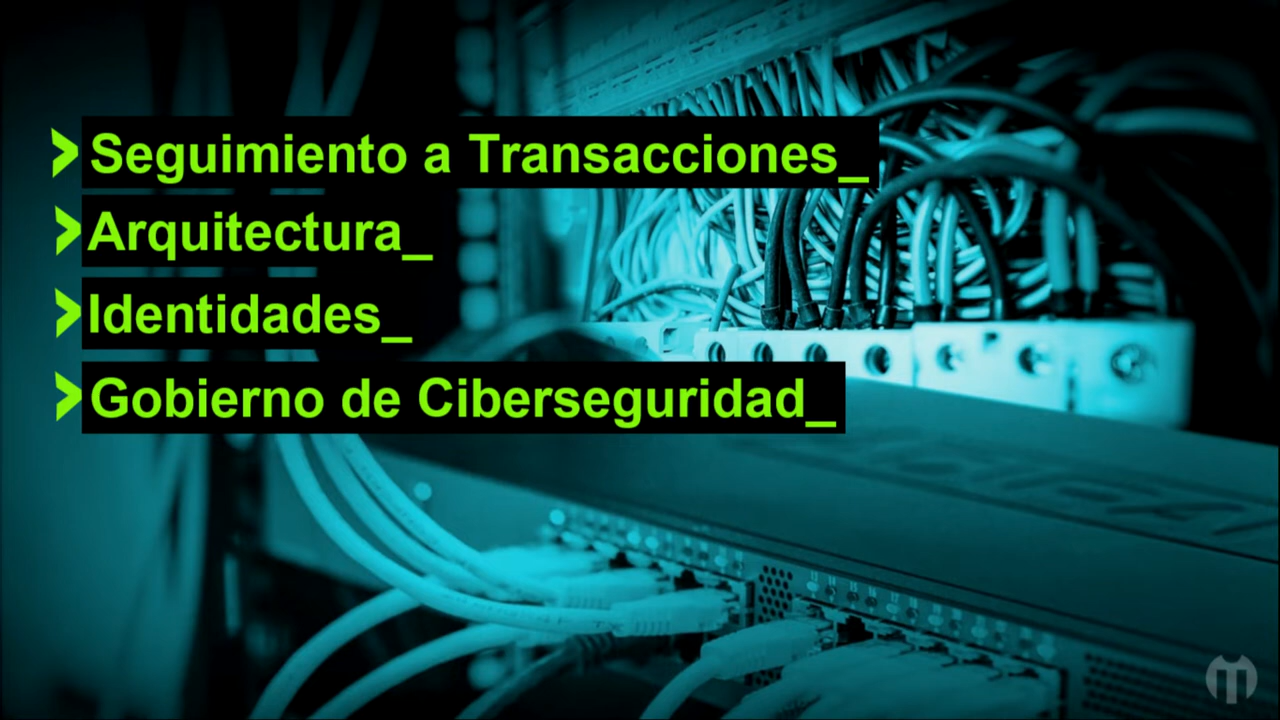 > Seguimiento a Transacciones_
> Arquitectura_
> Identidades_
> Gobierno de Ciberseguridad_